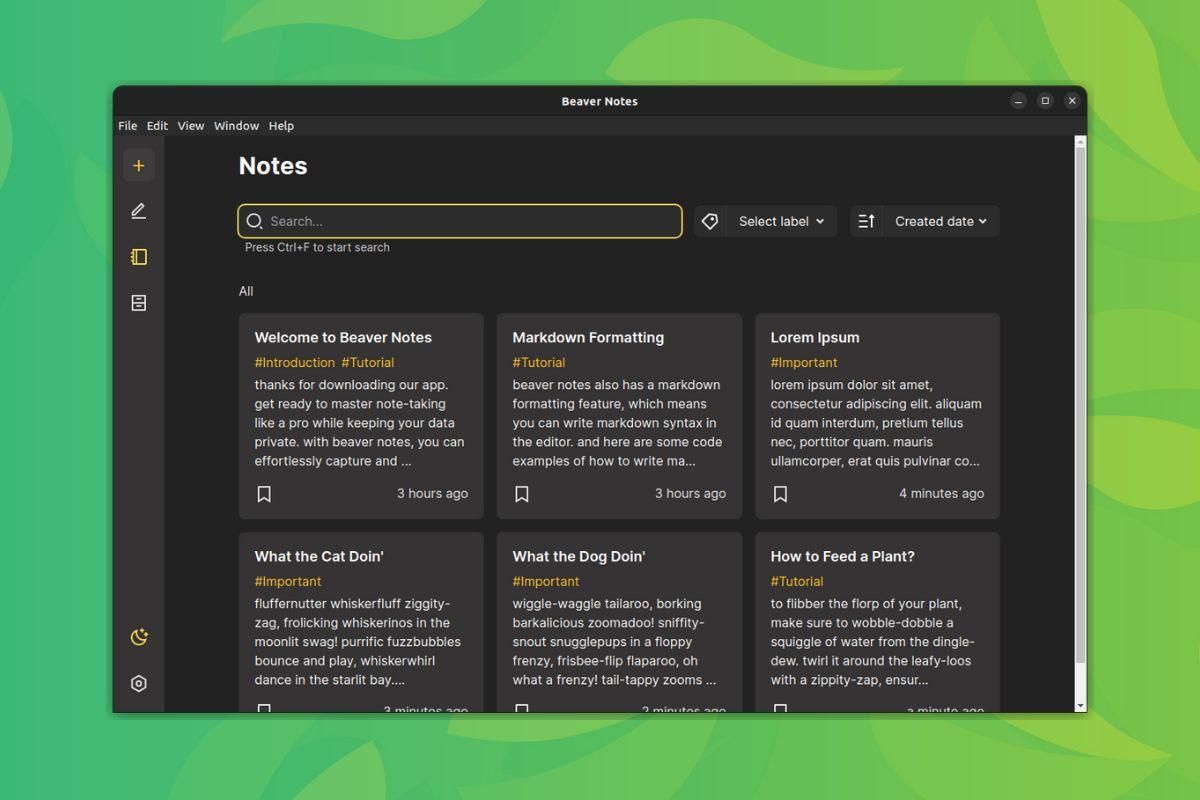 Beaver Notes
File Edit View Window Help
Notes
Search...
Select label
Created date
Press Ctrl+F to start search
All
Welcome to Beaver Notes
#Introduction #Tutorial
thanks for downloading our app.
get ready to master note-taking
like a pro while keeping your data
private. with beaver notes, you can
effortlessly capture and ...
3 hours ago
Markdown Formatting
#Tutorial
beaver notes also has a markdown
formatting feature, which means
you can write markdown syntax in
the editor. and here are some code
examples of how to write ma...
3 hours ago
Lorem Ipsum
#Important
lorem ipsum dolor sit amet,
consectetur adipiscing elit. aliquam
id quam interdum, pretium tellus
nec, porttitor quam. mauris
ullamcorper, erat quis pulvinar co...
4 minutes ago
What the Cat Doin'
#Important
fluffernutter whiskerfluff ziggity-
zag, frolicking whiskerinos in the
moonlit swag! purrific fuzzbubbles
bounce and play, whiskerwhirl
dance in the starlit bay....
3 minutes ago
What the Dog Doin'
#Important
wiggle-waggle tailaroo, borking
barkalicious zoomadoo! sniffity-
snout snugglepups in a floppy
frenzy, frisbee-flip flaparoo, oh
what a frenzy! tail-tappy zooms ...
2 minutes ago
How to Feed a Plant?
#Tutorial
to flibber the florp of your plant,
make sure to wobble-dobble a
squiggle of water from the dingle-
dew. twirl it around the leafy-loos
with a zippity-zap, ensur...
a minute ago